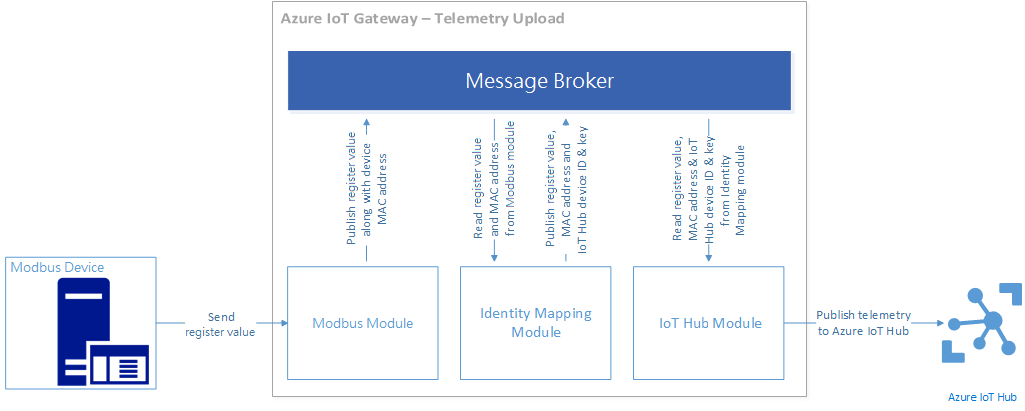 Azure IoT Gateway – Telemetry Upload
Message Broker
Publish register value
along with device
MAC address
Read register value
and MAC address
from Modbus module
Publish register value,
MAC address and
IoT Hub device ID & key
Read register value,
MAC address & IoT
Hub device ID & key
from Identity
Mapping module
Modbus Device
Send
register value
Modbus Module
Identity Mapping
Module
IoT Hub Module
Publish telemetry
to Azure IoT Hub
Azure IoT Hub